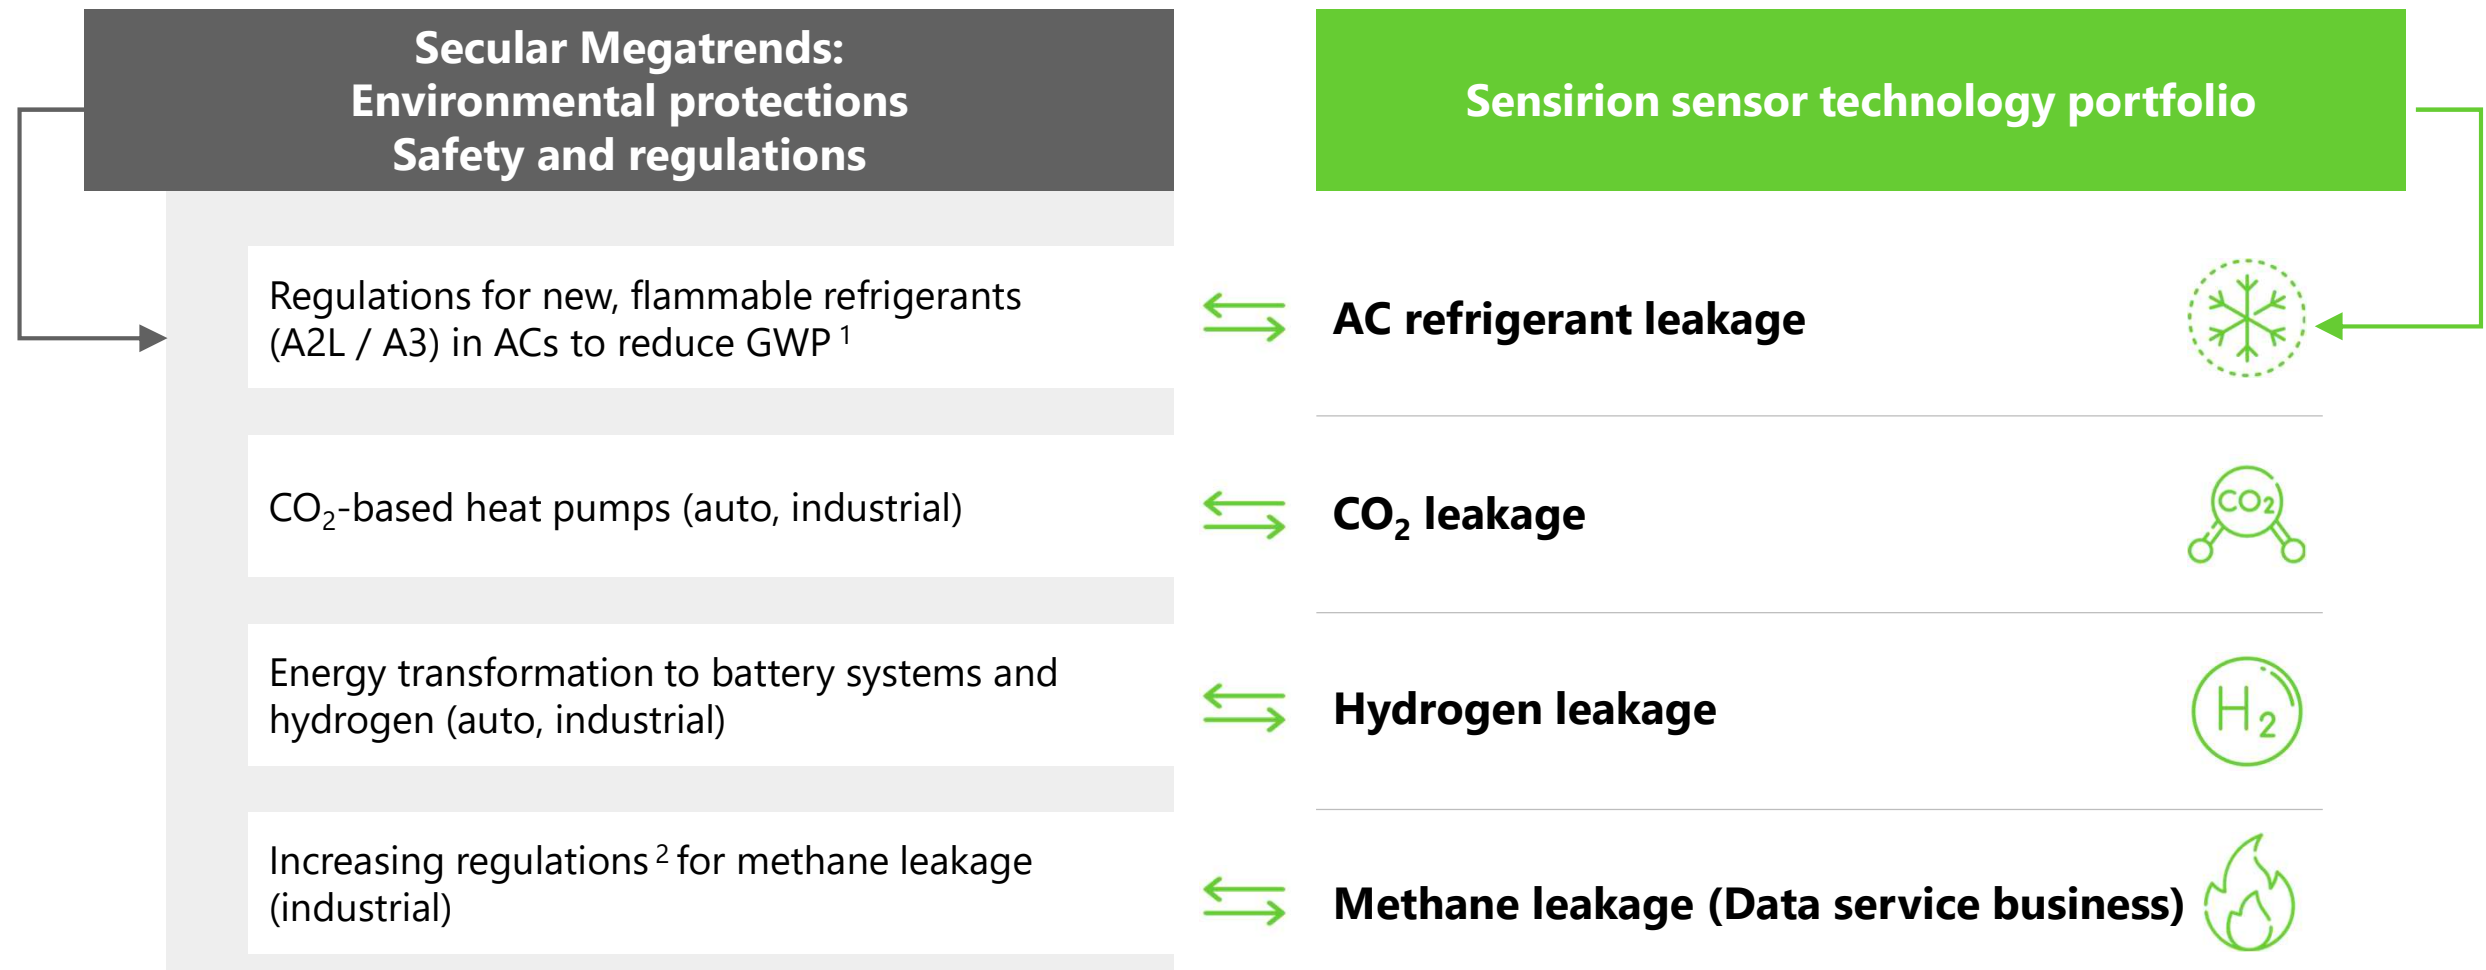 Secular Megatrends:
Environmental protections
Safety and regulations
Sensirion sensor technology portfolio
Regulations for new, flammable refrigerants
(A2L / A3) in ACs to reduce GWP ¹
AC refrigerant leakage
CO₂-based heat pumps (auto, industrial)
CO₂ leakage
CO₂
Energy transformation to battery systems and
hydrogen (auto, industrial)
Hydrogen leakage
H₂
Increasing regulations ² for methane leakage
(industrial)
Methane leakage (Data service business)